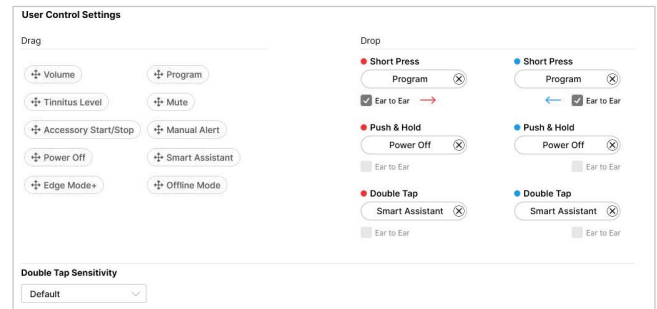 User Control Settings
Drag
Drop
Short Press
Short Press
Volume
Program
Program
Program
Ear to Ear
Ear to Ear
Tinnitus Level
Mute
Push & Hold
Push & Hold
Accessory Start/Stop
Manual Alert
Power Off
Power Off
Power Off
Smart Assistant
Ear to Ear
Ear to Ear
Edge Mode+
Offline Mode
Double Tap
Double Tap
Smart Assistant
Smart Assistant
Ear to Ear
Ear to Ear
Double Tap Sensitivity
Default